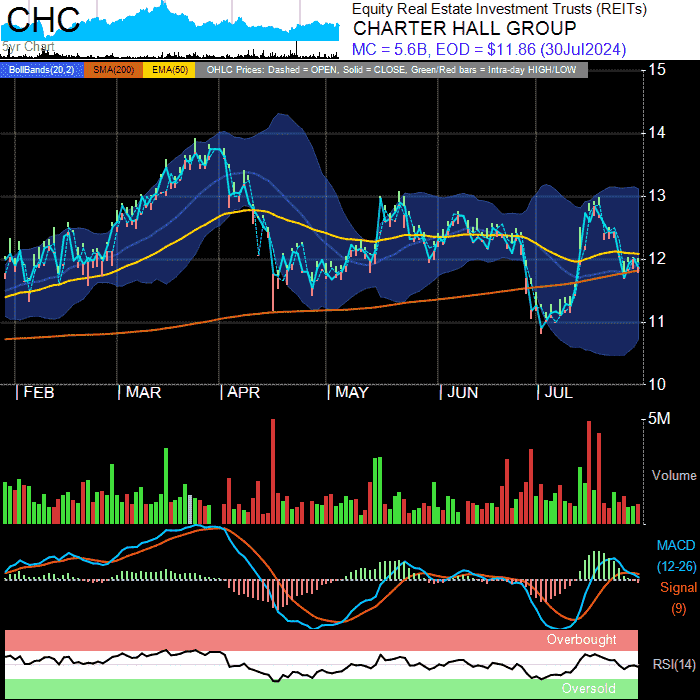 CHC
5yr Chart
Equity Real Estate Investment Trusts (REITs)
CHARTER HALL GROUP
MC = 5.6B, EOD = $11.86 (30Jul2024)
BollBands(20,2) SMA(200) EMA(50) OHLC Prices: Dashed = OPEN, Solid = CLOSE, Green/Red bars = Intra-day HIGH/LOW
15
14
13
12
11
10
| FEB | MAR | APR | MAY | JUN | JUL
5M
Volume
MACD
(12-26)
Signal
(9)
Overbought
RSI(14)
Oversold